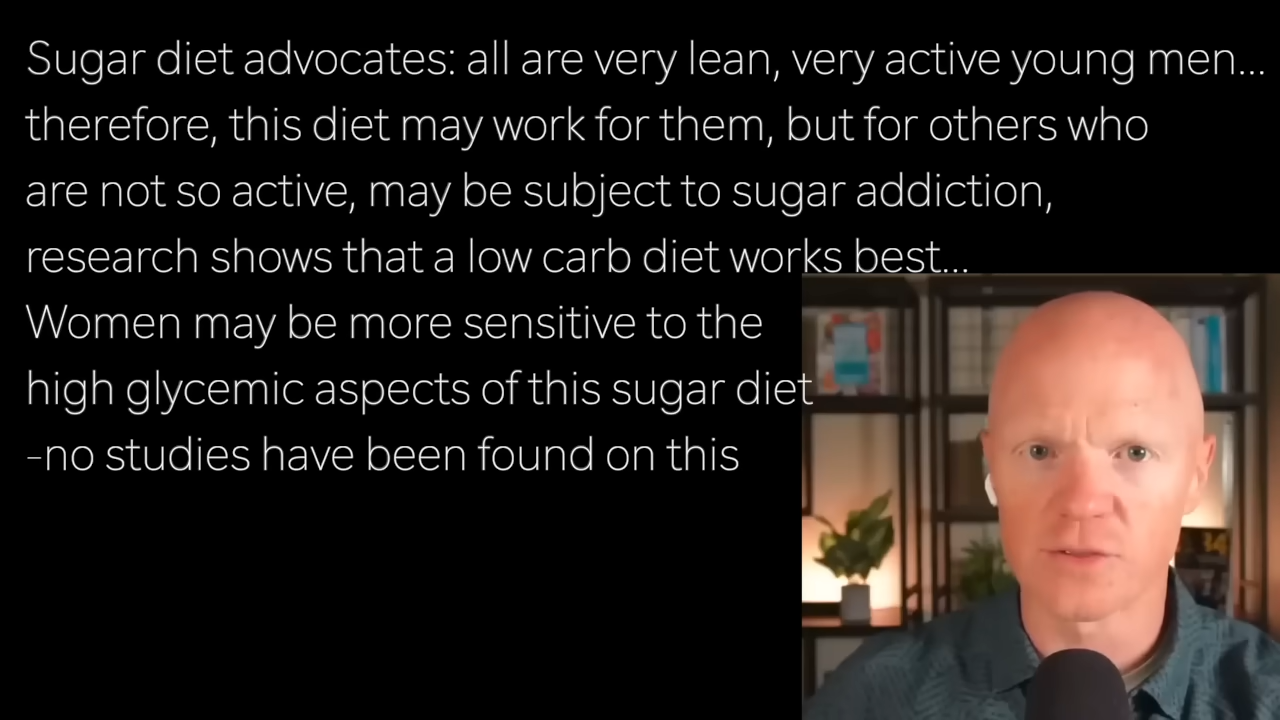 Sugar diet advocates: all are very lean, very active young men...
therefore, this diet may work for them, but for others who
are not so active, may be subject to sugar addiction,
research shows that a low carb diet works best...
Women may be more sensitive to the
high glycemic aspects of this sugar diet
-no studies have been found on this